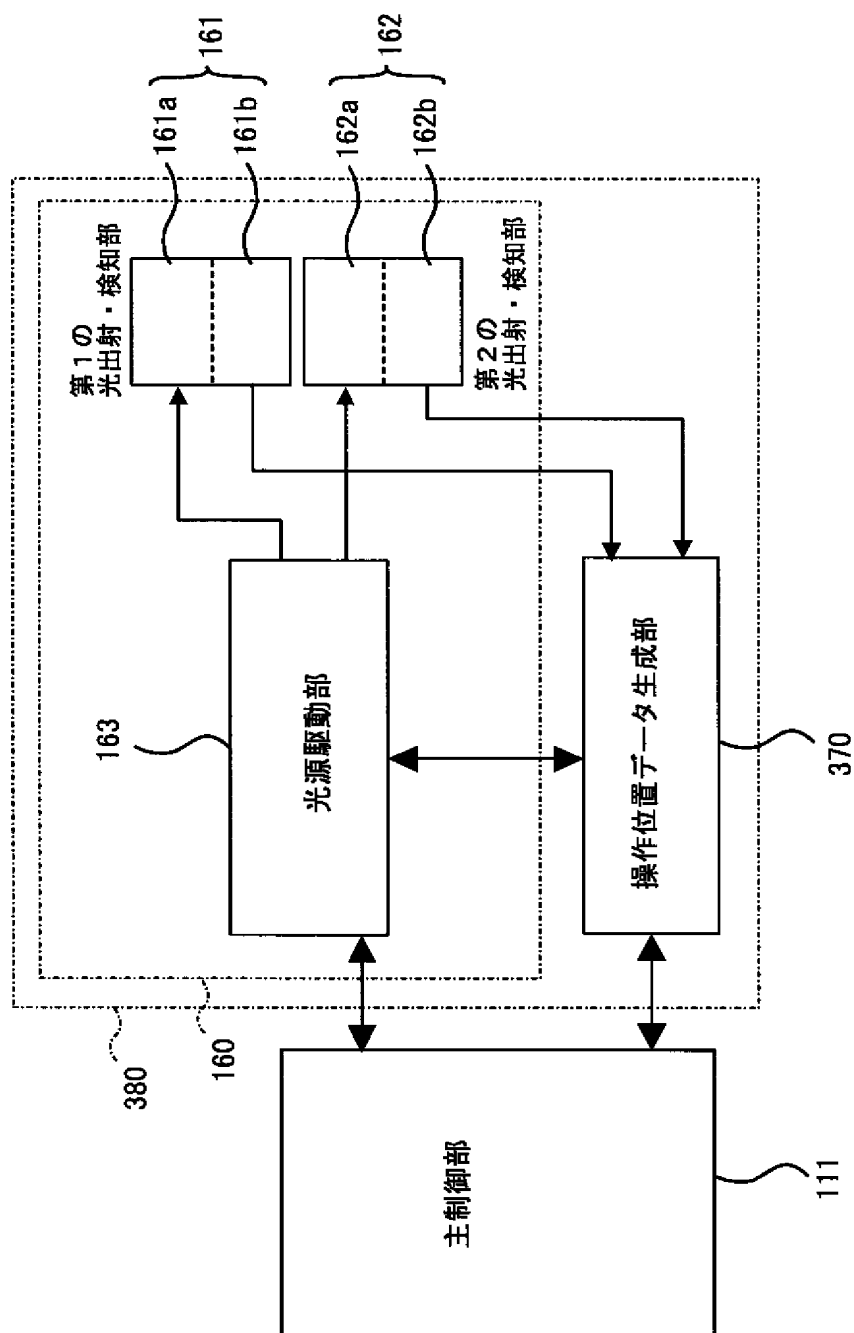 161
161a
161b
162
162a
162b
第１の
光出射・検知部
第２の
光出射・検知部
163
光源駆動部
操作位置データ生成部
370
160
380
主制御部
111